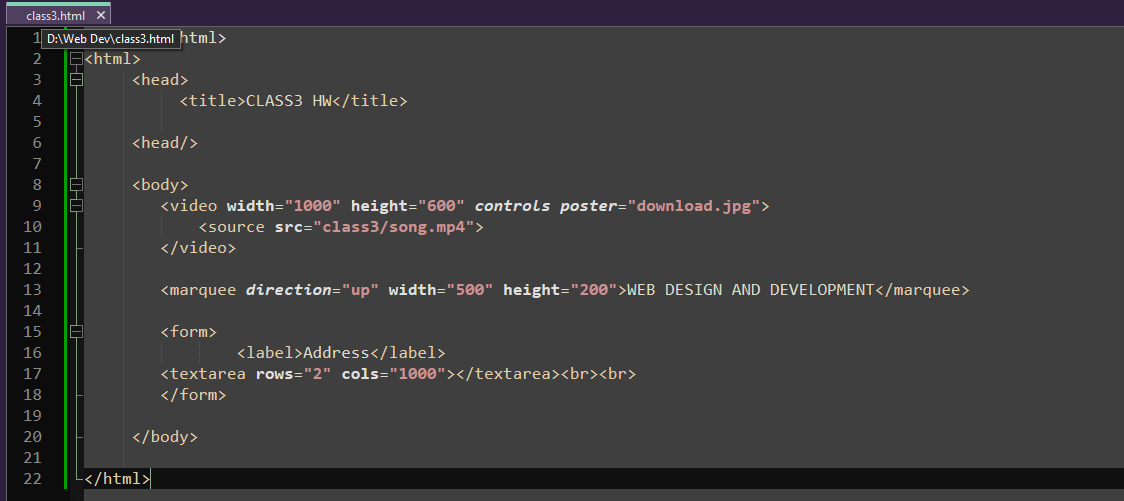 class3.html
D:\Web Dev\class3.html
1 html>
2 <html>
3 <head>
4 <title>CLASS3 HW</title>
5
6 <head/>
7
8 <body>
9 <video width="1000" height="600" controls poster="download.jpg">
10 <source src="class3/song.mp4">
11 </video>
12
13 <marquee direction="up" width="500" height="200">WEB DESIGN AND DEVELOPMENT</marquee>
14
15 <form>
16 <label>Address</label>
17 <textarea rows="2" cols="1000"></textarea><br><br>
18 </form>
19
20 </body>
21
22 </html>